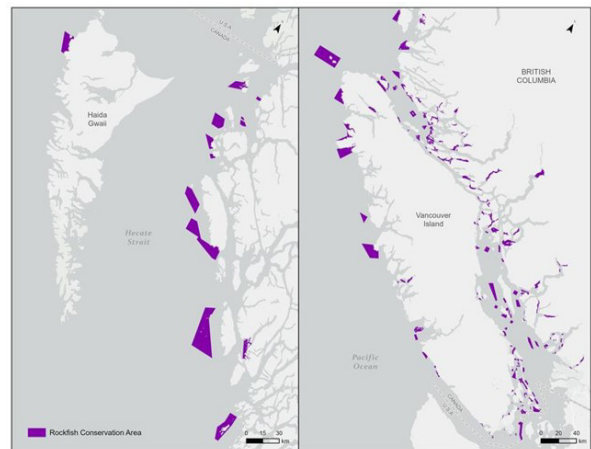 U.S.A.
CANADA
Haida
Gwaii
Hecate
Strait
Rockfish Conservation Area
0 15 30
km
BRITISH
COLUMBIA
Vancouver
Island
Pacific
Ocean
CANADA
U.S.A.
0 20 40
km